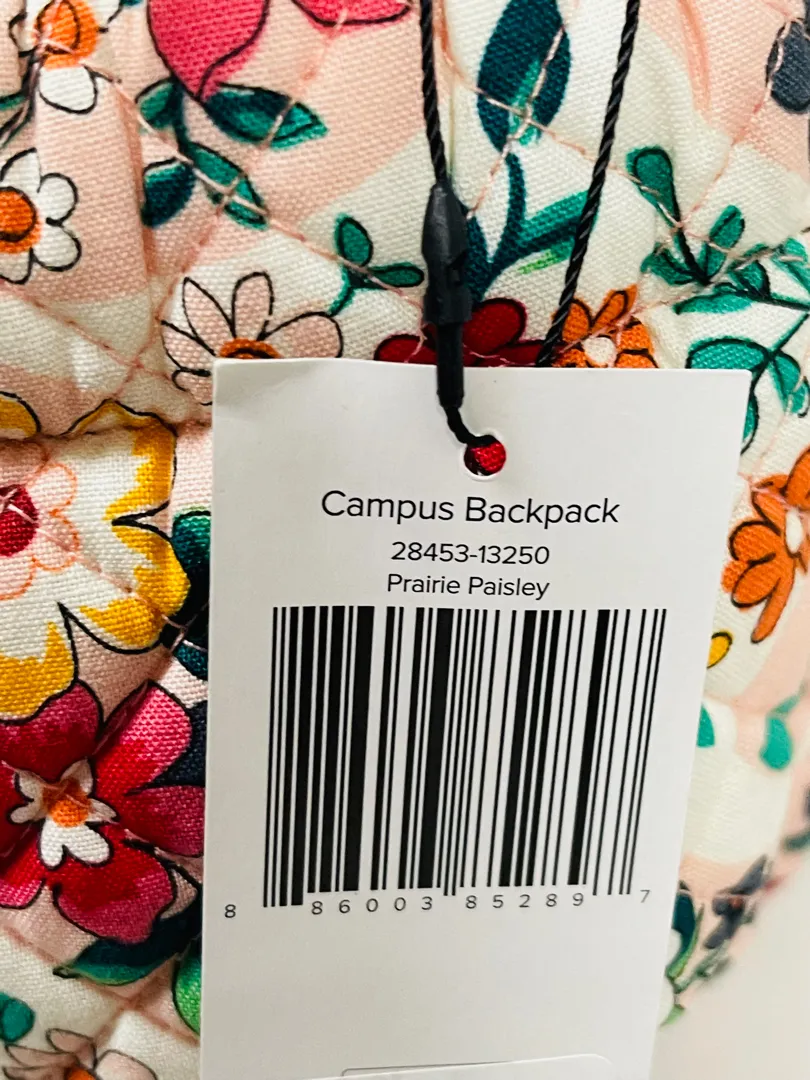 Campus Backpack
28453-13250
Prairie Paisley
8 86003 85289 7